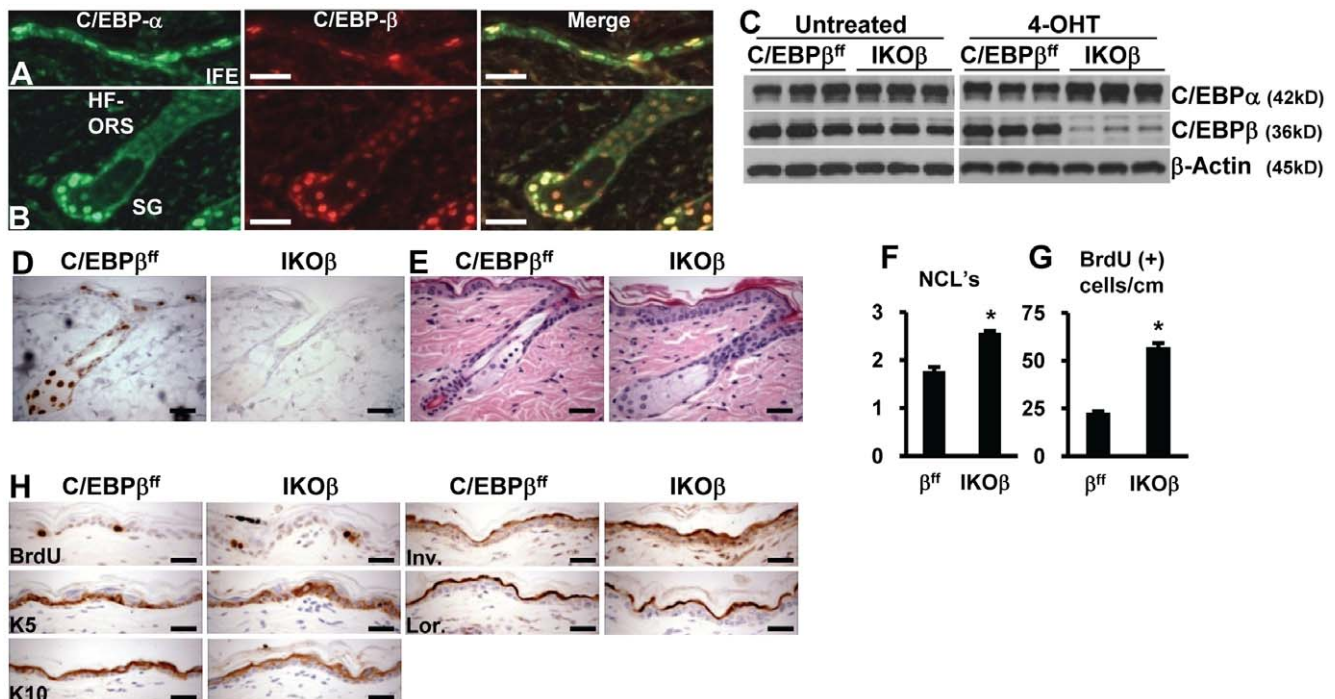 C/EBP-α C/EBP-β Merge
A IFE
HF-ORS
SG
B
C
Untreated 4-OHT
C/EBPβff IKOβ C/EBPβff IKOβ
C/EBPα (42kD)
C/EBPβ (36kD)
β-Actin (45kD)
D C/EBPβff IKOβ
E C/EBPβff IKOβ
F NCL's
*
3
2
1
0
βff IKOβ
G BrdU (+)
cells/cm
*
75
50
25
0
βff IKOβ
H C/EBPβff IKOβ C/EBPβff IKOβ
BrdU Inv.
K5 Lor.
K10